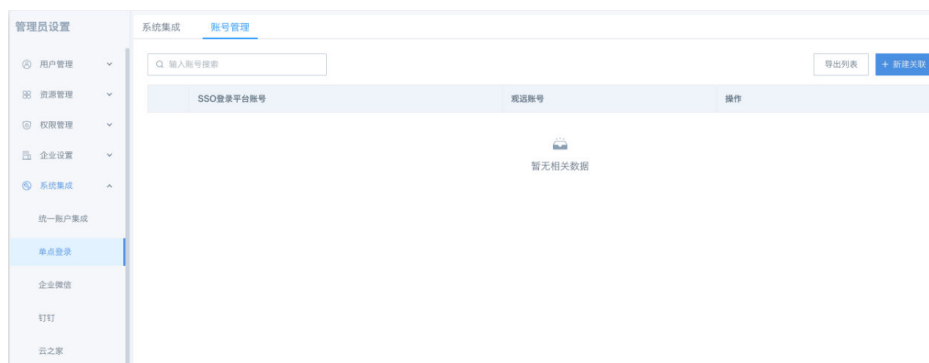 管理员设置
系统集成 账号管理
用户管理
输入账号搜索 导出列表 + 新建关联
资源管理
SSO登录平台账号 观远账号 操作
权限管理
企业设置
暂无相关数据
系统集成
统一账户集成
单点登录
企业微信
钉钉
云之家